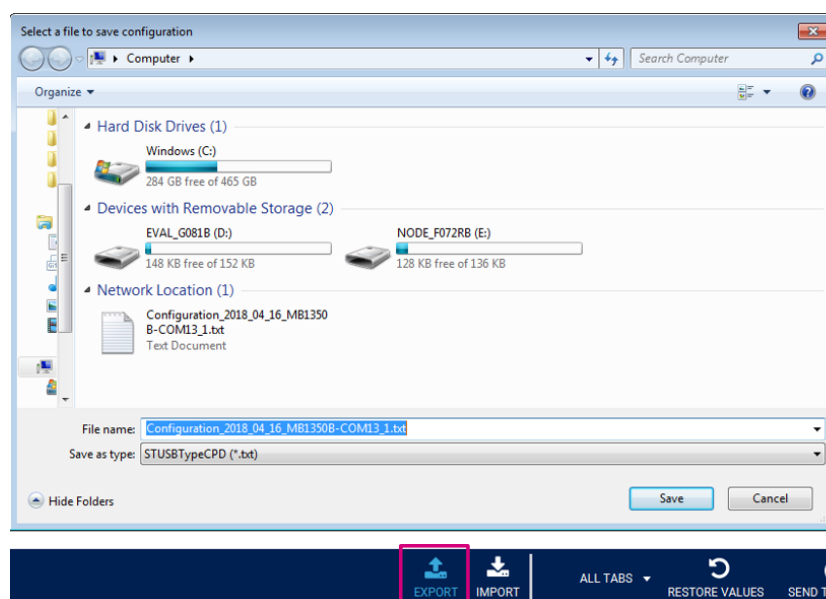 Select a file to save configuration
Computer
Search Computer
Organize
Hard Disk Drives (1)
Windows (C:)
284 GB free of 465 GB
Devices with Removable Storage (2)
EVAL_G081B (D:)
148 KB free of 152 KB
NODE_F072RB (E:)
128 KB free of 136 KB
Network Location (1)
Configuration_2018_04_16_MB1350
B-COM13_1.txt
Text Document
File name: Configuration_2018_04_16_MB1350B-COM13_1.txt
Save as type: STUSBTypeCPD (*.txt)
Hide Folders
Save
Cancel
EXPORT
IMPORT
ALL TABS
RESTORE VALUES
SEND